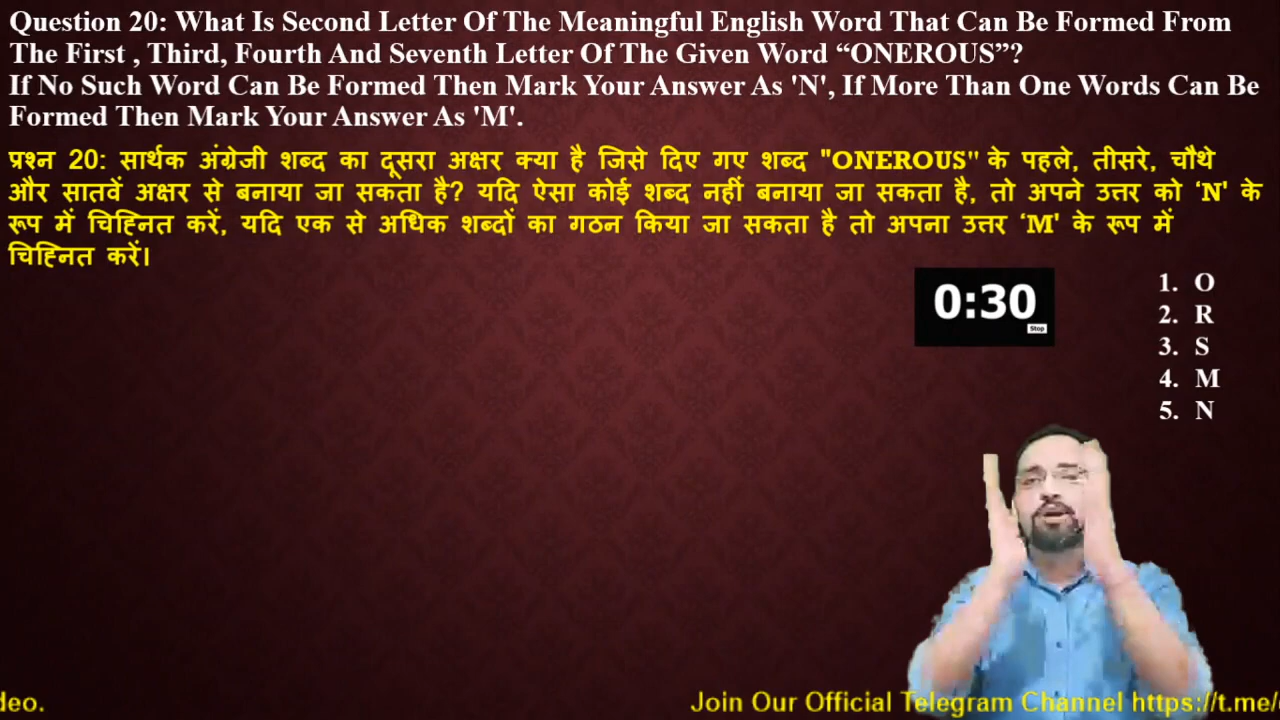 Question 20: What Is Second Letter Of The Meaningful English Word That Can Be Formed From
The First , Third, Fourth And Seventh Letter Of The Given Word “ONEROUS”?
If No Such Word Can Be Formed Then Mark Your Answer As 'N', If More Than One Words Can Be
Formed Then Mark Your Answer As 'M'.
प्रश्न 20: सार्थक अंग्रेजी शब्द का दूसरा अक्षर क्या है जिसे दिए गए शब्द "ONEROUS" के पहले, तीसरे, चौथे
और सातवें अक्षर से बनाया जा सकता है? यदि ऐसा कोई शब्द नहीं बनाया जा सकता है, तो अपने उत्तर को ‘N' के
रूप में चिह्नित करें, यदि एक से अधिक शब्दों का गठन किया जा सकता है तो अपना उत्तर ‘M' के रूप में
चिह्नित करें।
0:30
Stop
1. O
2. R
3. S
4. M
5. N
deo.
Join Our Official Telegram Channel https://t.me/